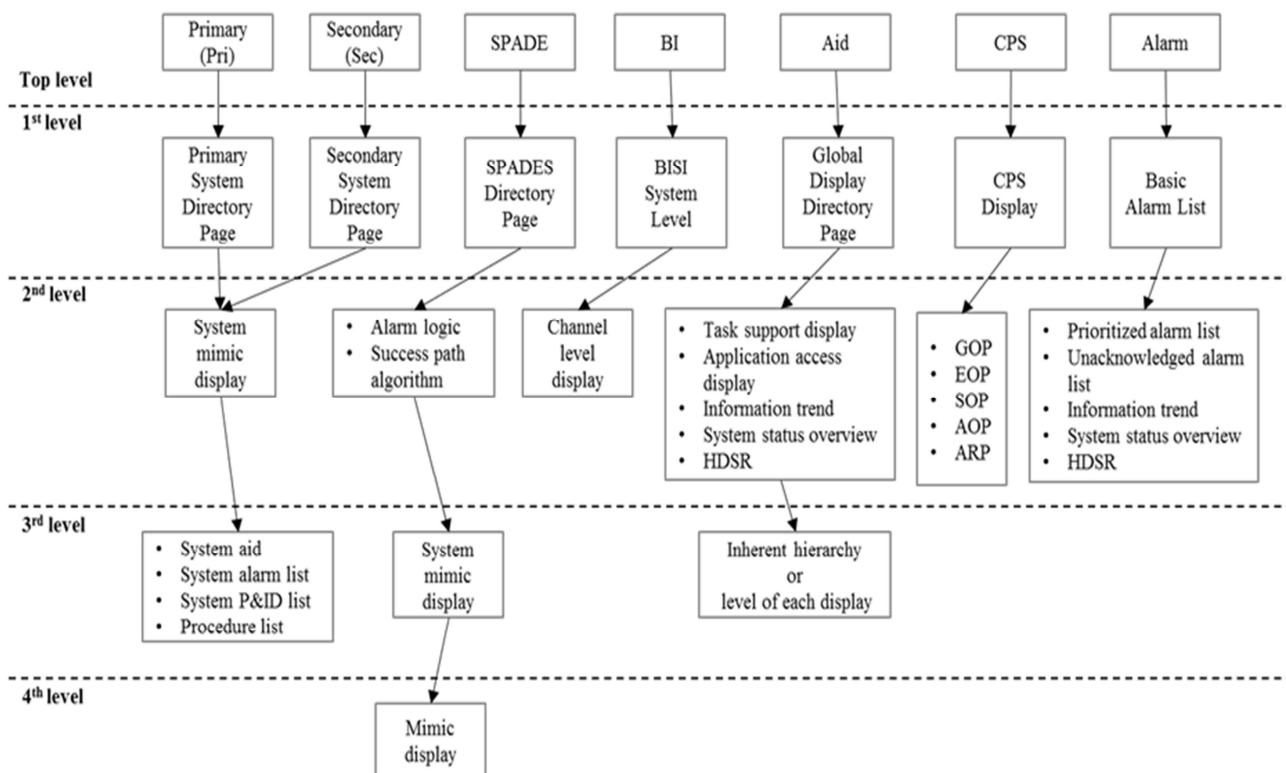 Primary
(Pri)
Secondary
(Sec)
SPADE
BI
Aid
CPS
Alarm
Top level
1st level
Primary
System
Directory
Page
Secondary
System
Directory
Page
SPADES
Directory
Page
BISI
System
Level
Global
Display
Directory
Page
CPS
Display
Basic
Alarm List
2nd level
System
mimic
display
• Alarm logic
• Success path
algorithm
Channel
level
display
• Task support display
• Application access
display
• Information trend
• System status overview
• HDSR
• GOP
• EOP
• SOP
• AOP
• ARP
• Prioritized alarm list
• Unacknowledged alarm
list
• Information trend
• System status overview
• HDSR
3rd level
• System aid
• System alarm list
• System P&ID list
• Procedure list
System
mimic
display
Inherent hierarchy
or
level of each display
4th level
Mimic
display